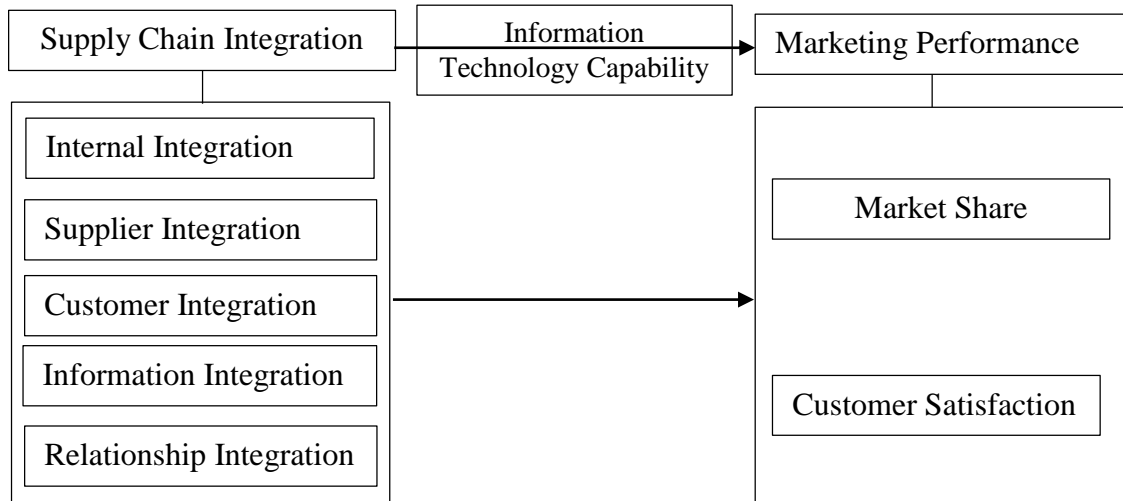 Supply Chain Integration
Information
Technology Capability
Marketing Performance
Internal Integration
Supplier Integration
Customer Integration
Information Integration
Relationship Integration
Market Share
Customer Satisfaction